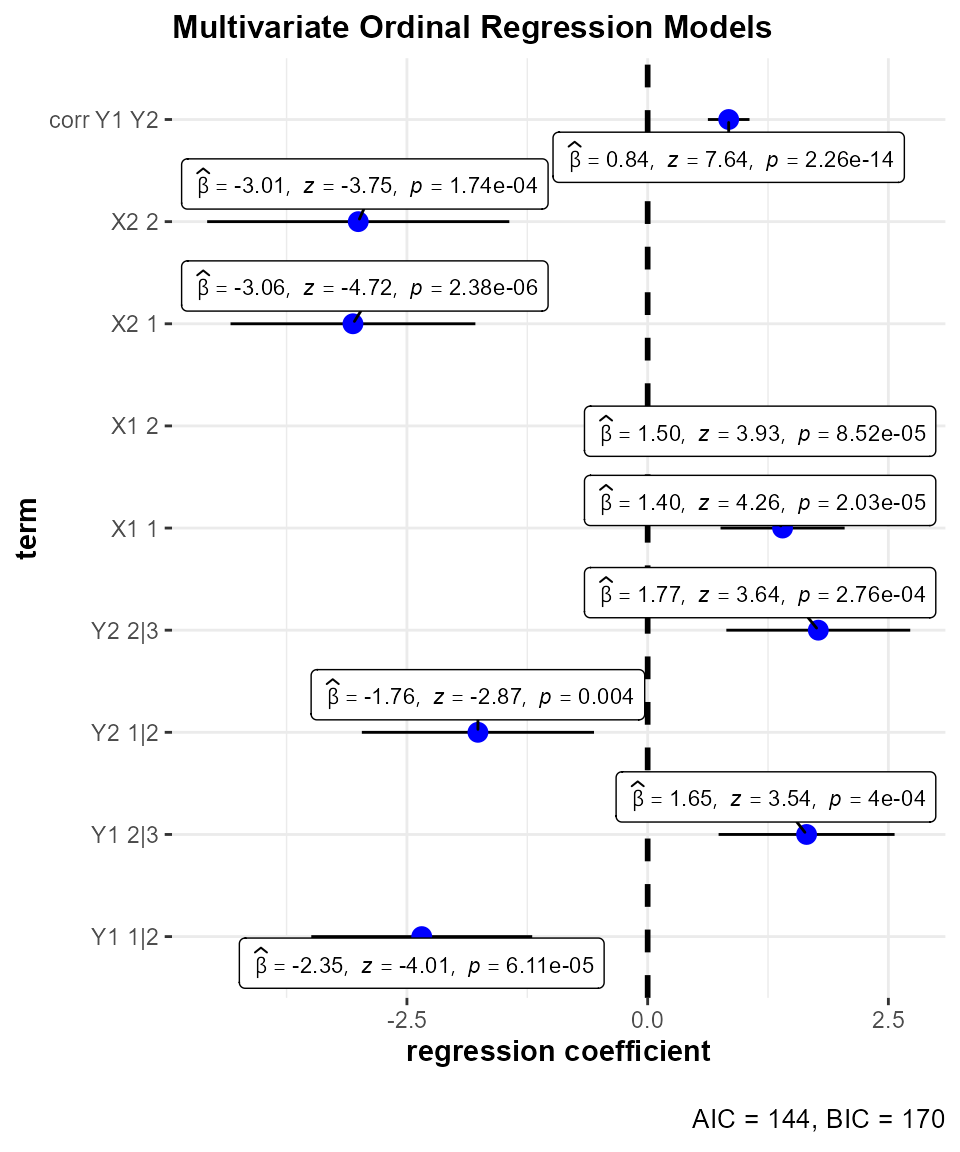 Multivariate Ordinal Regression Models
corr Y1 Y2
β̂ = 0.84, z = 7.64, p = 2.26e-14
β̂ = -3.01, z = -3.75, p = 1.74e-04
X2 2
β̂ = -3.06, z = -4.72, p = 2.38e-06
X2 1
X1 2
β̂ = 1.50, z = 3.93, p = 8.52e-05
β̂ = 1.40, z = 4.26, p = 2.03e-05
X1 1
term
β̂ = 1.77, z = 3.64, p = 2.76e-04
Y2 2|3
β̂ = -1.76, z = -2.87, p = 0.004
Y2 1|2
β̂ = 1.65, z = 3.54, p = 4e-04
Y1 2|3
Y1 1|2
β̂ = -2.35, z = -4.01, p = 6.11e-05
-2.5 0.0 2.5
regression coefficient
AIC = 144, BIC = 170